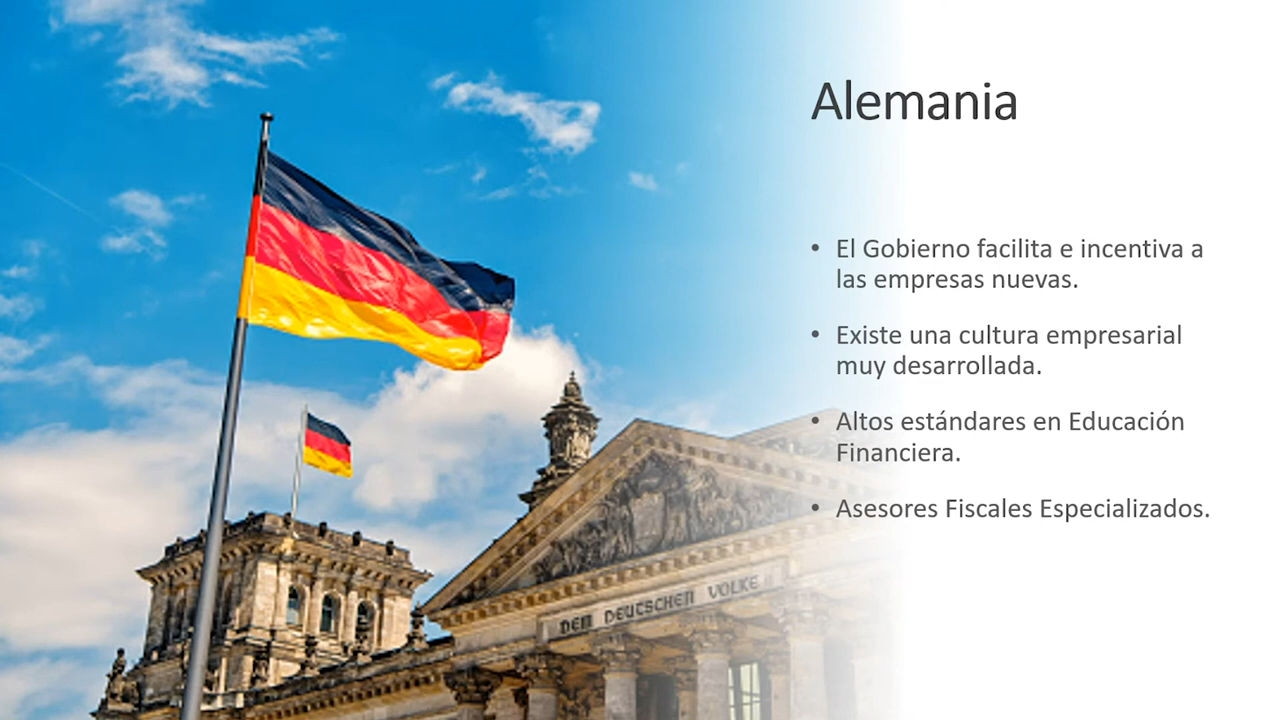 Alemania
• El Gobierno facilita e incentiva a
las empresas nuevas.
• Existe una cultura empresarial
muy desarrollada.
• Altos estándares en Educación
Financiera.
• Asesores Fiscales Especializados.
DEM DEUTSCHEN VOLKE